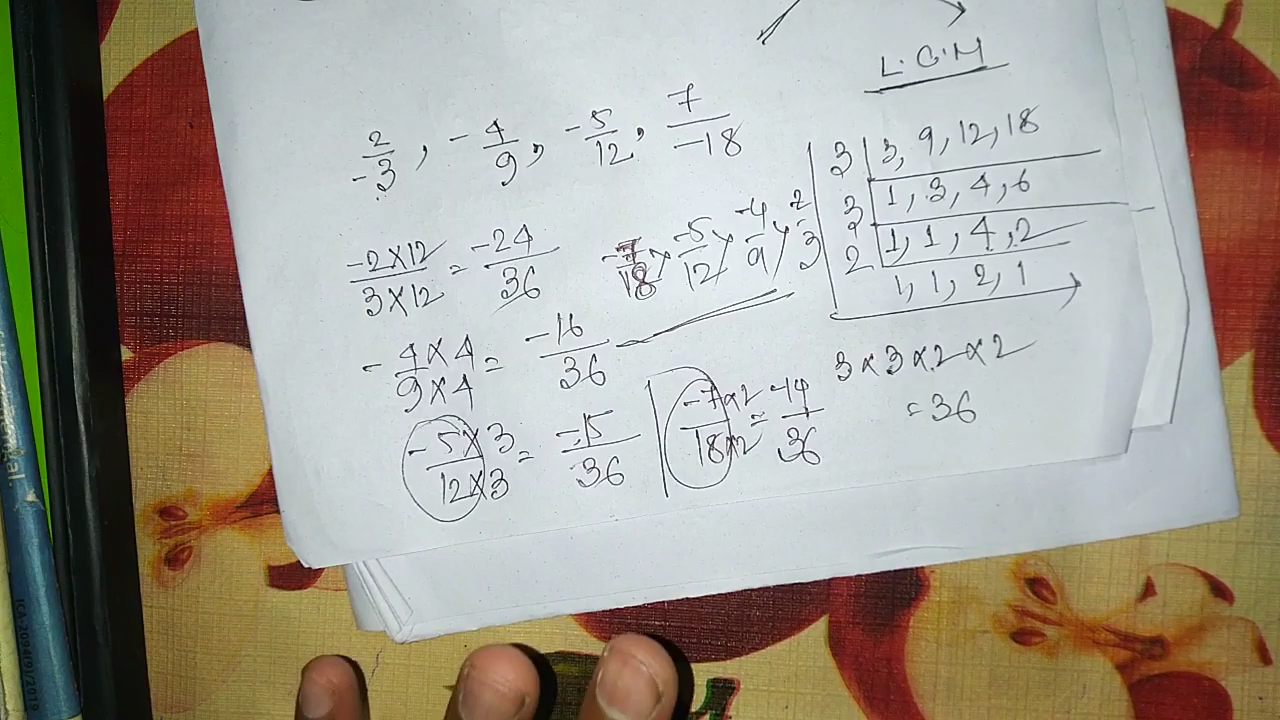 L.C.M
2/-3, -4/9, -5/12, 7/-18
3 | 3, 9, 12, 18
3 | 1, 3, 4, 6
2 | 1, 1, 4, 2
1, 1, 2, 1
-2×12/3×12 = -24/36
-7/18 > -5/12 > -4/9 > -2/3
-4×4/9×4 = -16/36
3×3×2×2
= 36
-5×3/12×3 = -15/36
-7×2/18×2 = -14/36
ICA-20949/2019